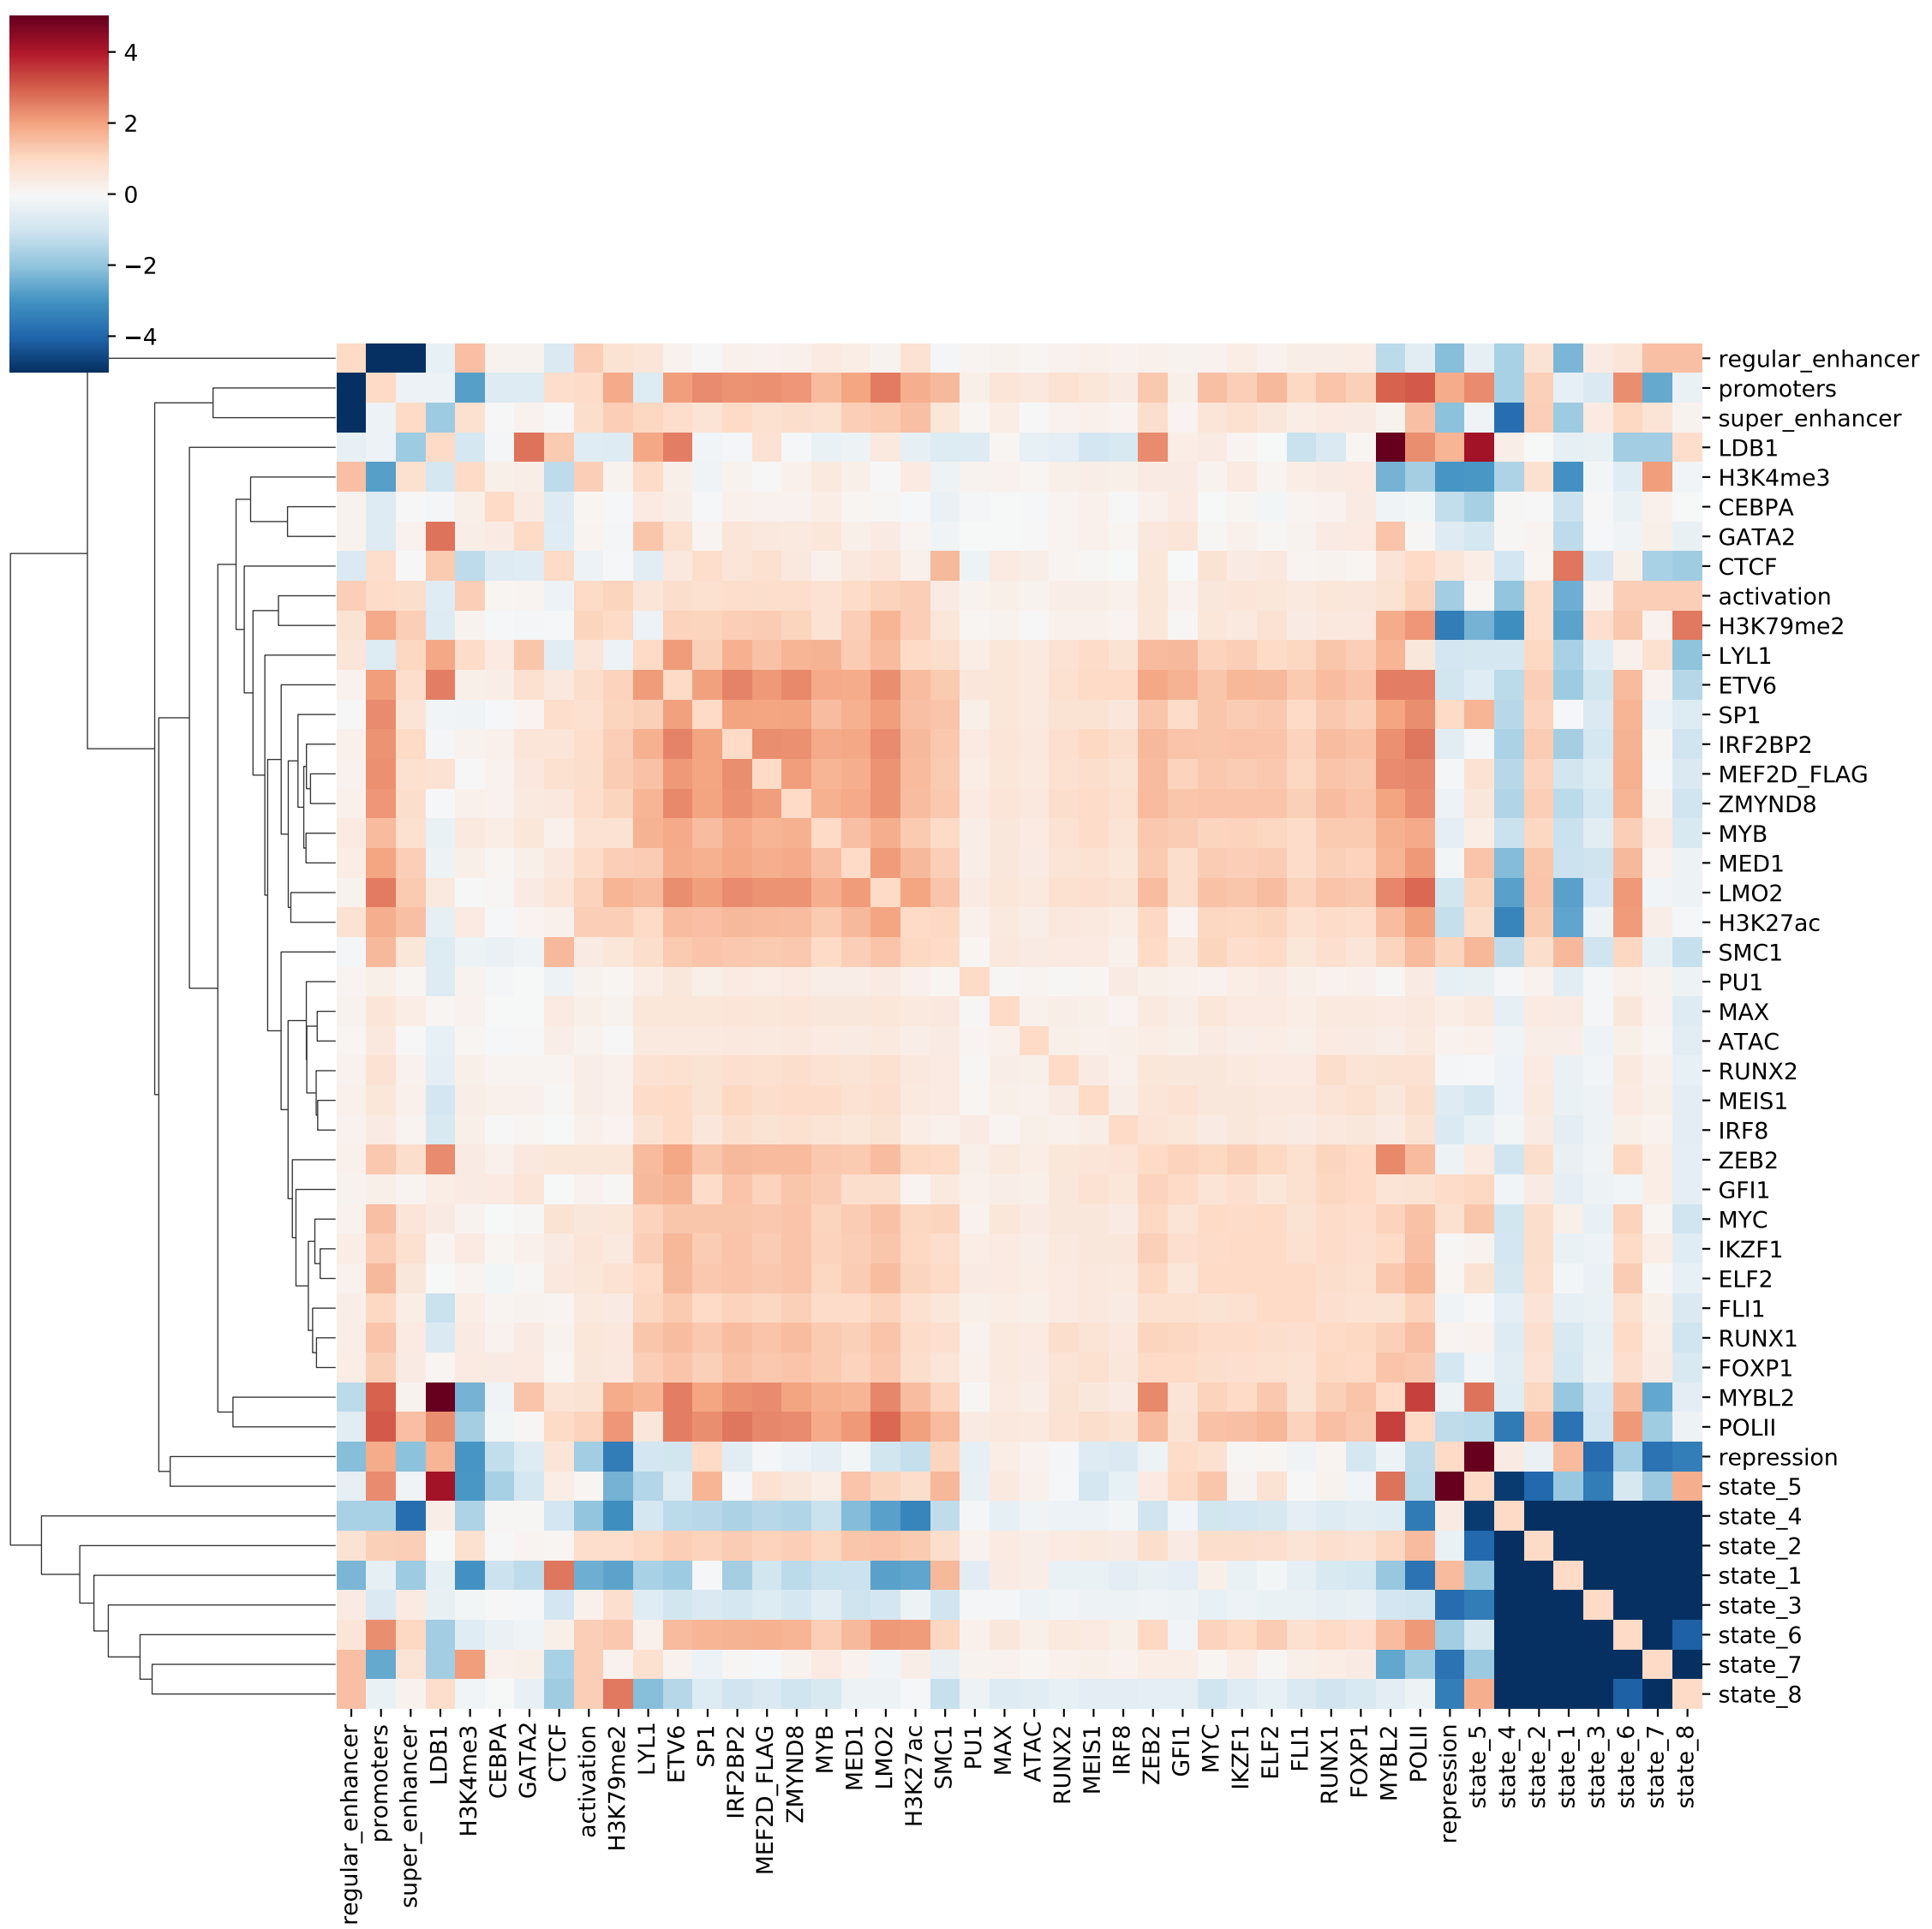 4
2
0
−2
−4
regular_enhancer
promoters
super_enhancer
LDB1
H3K4me3
CEBPA
GATA2
CTCF
activation
H3K79me2
LYL1
ETV6
SP1
IRF2BP2
MEF2D_FLAG
ZMYND8
MYB
MED1
LMO2
H3K27ac
SMC1
PU1
MAX
ATAC
RUNX2
MEIS1
IRF8
ZEB2
GFI1
MYC
IKZF1
ELF2
FLI1
RUNX1
FOXP1
MYBL2
POLII
repression
state_5
state_4
state_2
state_1
state_3
state_6
state_7
state_8
regular_enhancer
promoters
super_enhancer
LDB1
H3K4me3
CEBPA
GATA2
CTCF
activation
H3K79me2
LYL1
ETV6
SP1
IRF2BP2
MEF2D_FLAG
ZMYND8
MYB
MED1
LMO2
H3K27ac
SMC1
PU1
MAX
ATAC
RUNX2
MEIS1
IRF8
ZEB2
GFI1
MYC
IKZF1
ELF2
FLI1
RUNX1
FOXP1
MYBL2
POLII
repression
state_5
state_4
state_2
state_1
state_3
state_6
state_7
state_8